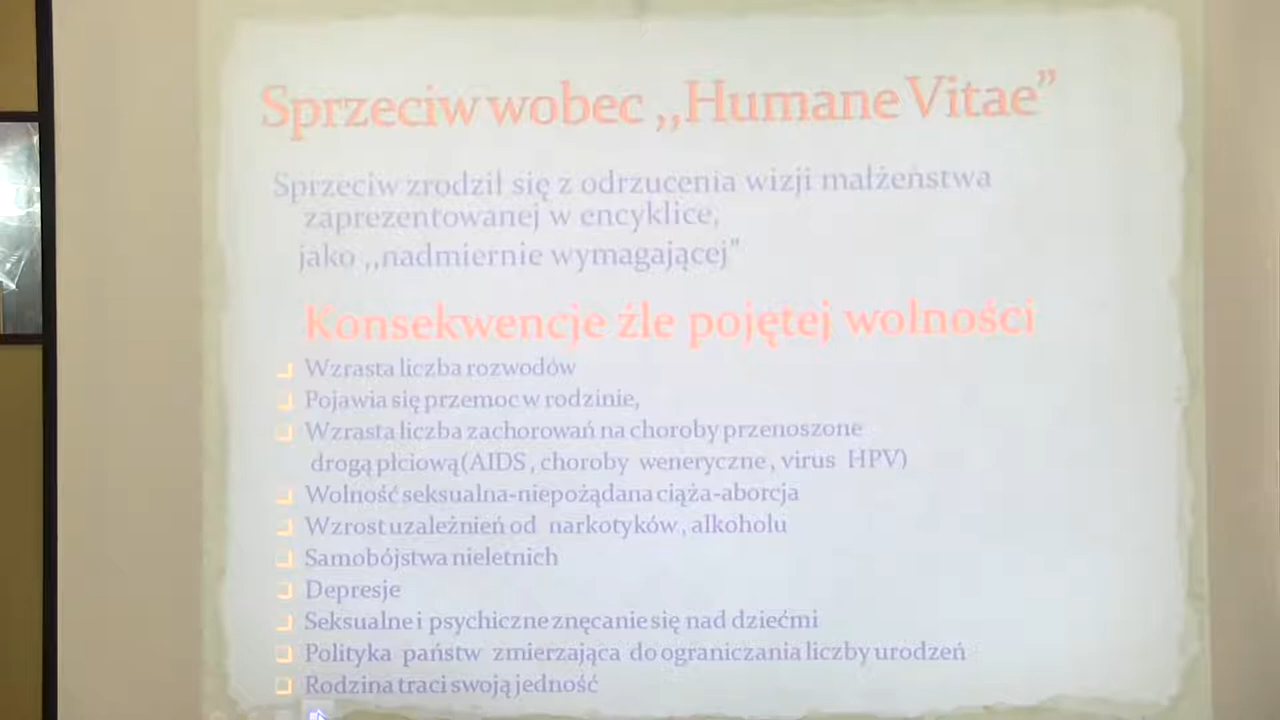 Sprzeciw wobec ,,Humane Vitae”
Sprzeciw zrodził się z odrzucenia wizji małżeństwa
zaprezentowanej w encyklice,
jako ,,nadmiernie wymagającej”
Konsekwencje źle pojętej wolności
Wzrasta liczba rozwodów
Pojawia się przemoc w rodzinie,
Wzrasta liczba zachorowań na choroby przenoszone
drogą płciową(AIDS , choroby weneryczne , virus HPV)
Wolność seksualna-niepożądana ciąża-aborcja
Wzrost uzależnień od narkotyków , alkoholu
Samobójstwa nieletnich
Depresje
Seksualne i psychiczne znęcanie się nad dziećmi
Polityka państw zmierzająca do ograniczania liczby urodzeń
Rodzina traci swoją jedność